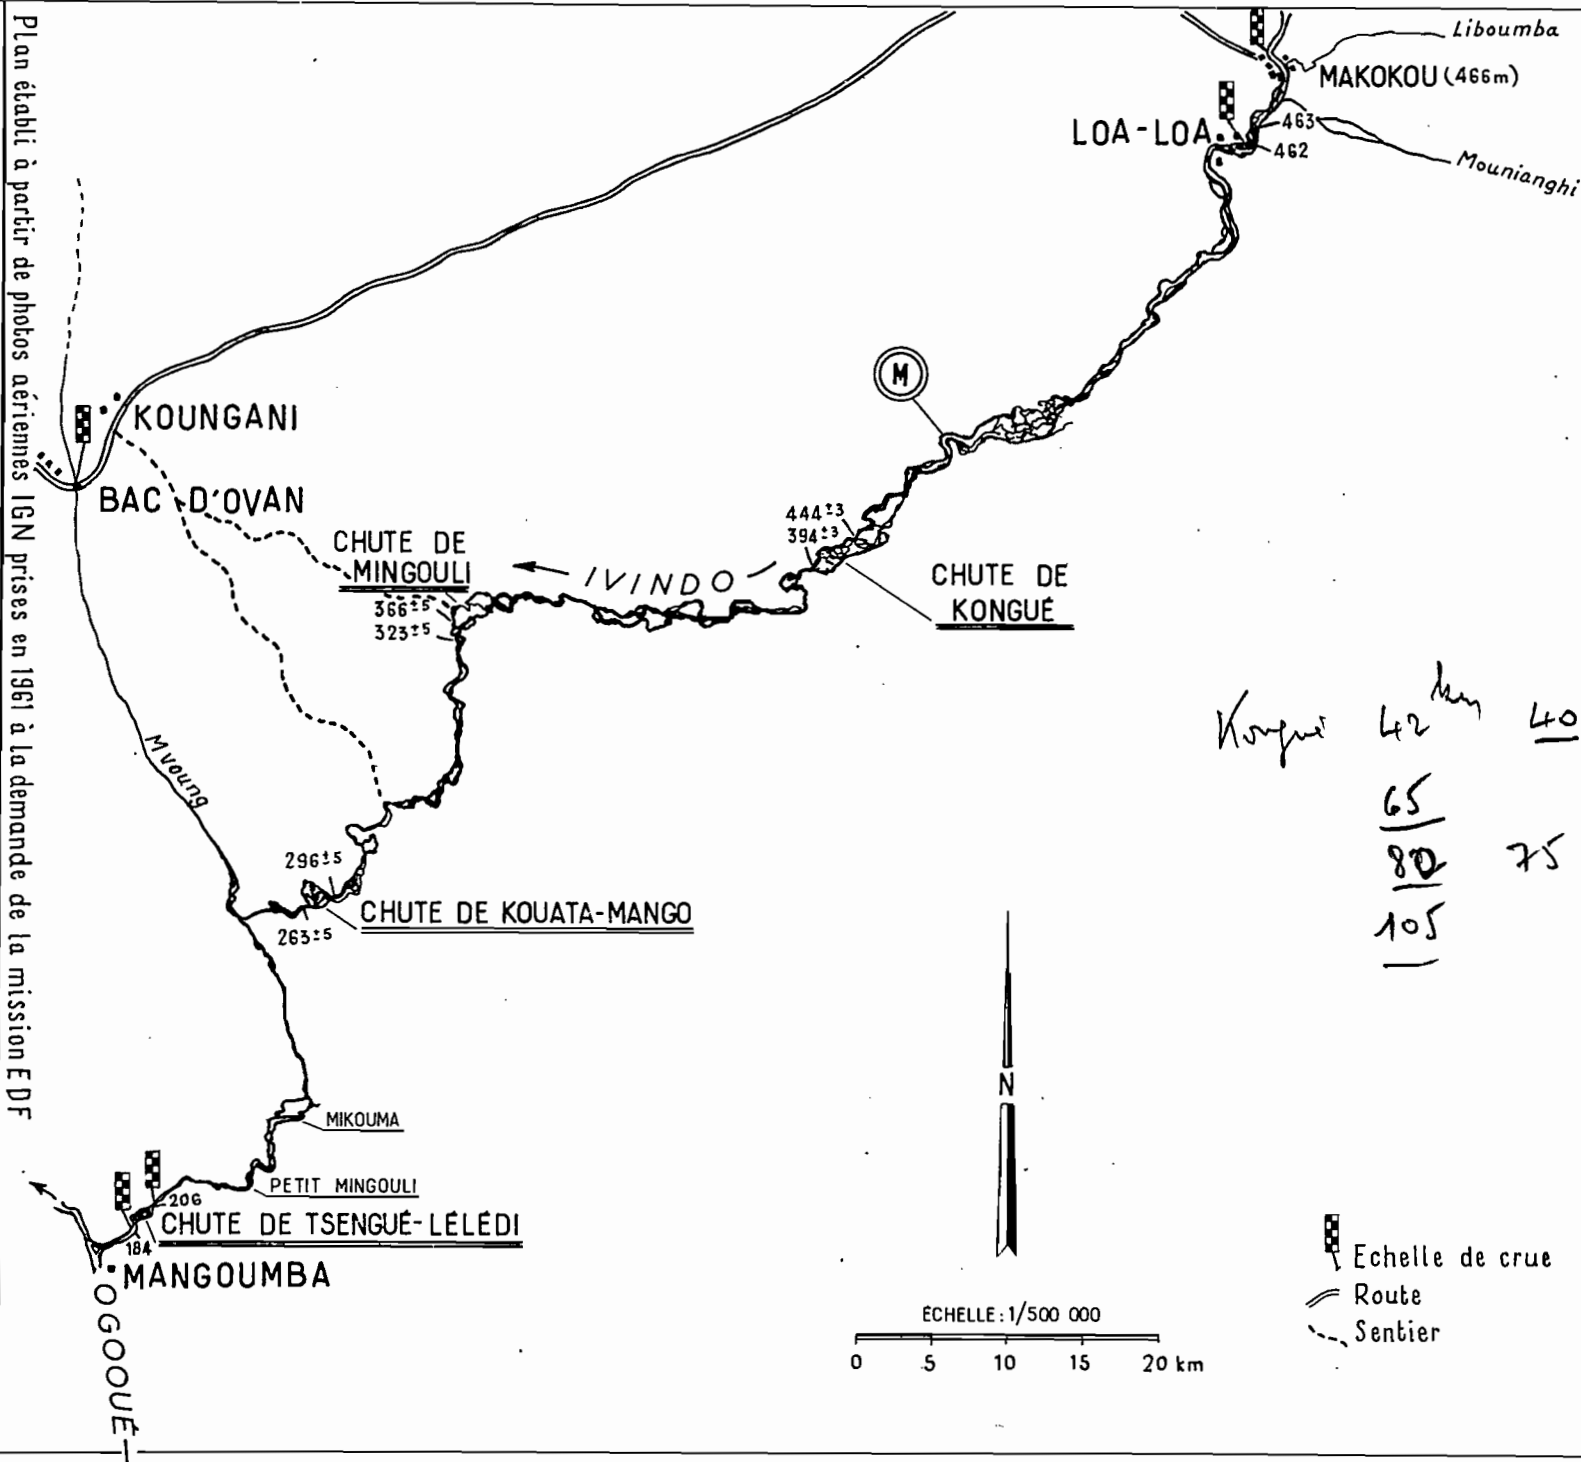 Plan établi à partir de photos aériennes IGN prises en 1961 à la demande de la mission EDF
Liboumba
MAKOKOU (466m)
LOA-LOA
463
462
Mounianghi
M
KOUNGANI
BAC D'OVAN
444±3
394±3
CHUTE DE
MINGOULI
366±5
323±5
IVINDO
CHUTE DE
KONGUÉ
Kongué 42 km 40
65
80 75
105
Mvoung
296±5
CHUTE DE KOUATA-MANGO
263±5
N
MIKOUMA
PETIT MINGOULI
206
CHUTE DE TSENGUÉ-LÉLÉDI
184
MANGOUMBA
OGOOUÉ
Echelle de crue
Route
Sentier
ÉCHELLE: 1/500 000
0 5 10 15 20 km